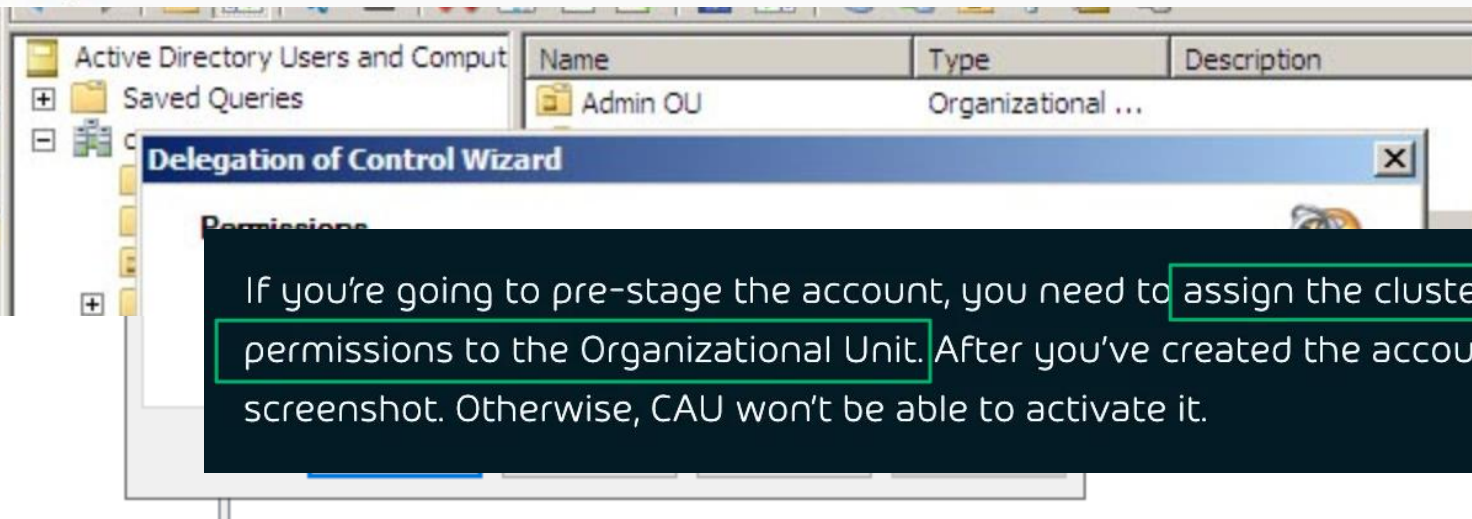 Active Directory Users and Comput
Name Type Description
Saved Queries
Admin OU Organizational ...
Delegation of Control Wizard
Permissions
If you're going to pre-stage the account, you need to assign the cluste
permissions to the Organizational Unit. After you've created the accou
screenshot. Otherwise, CAU won't be able to activate it.